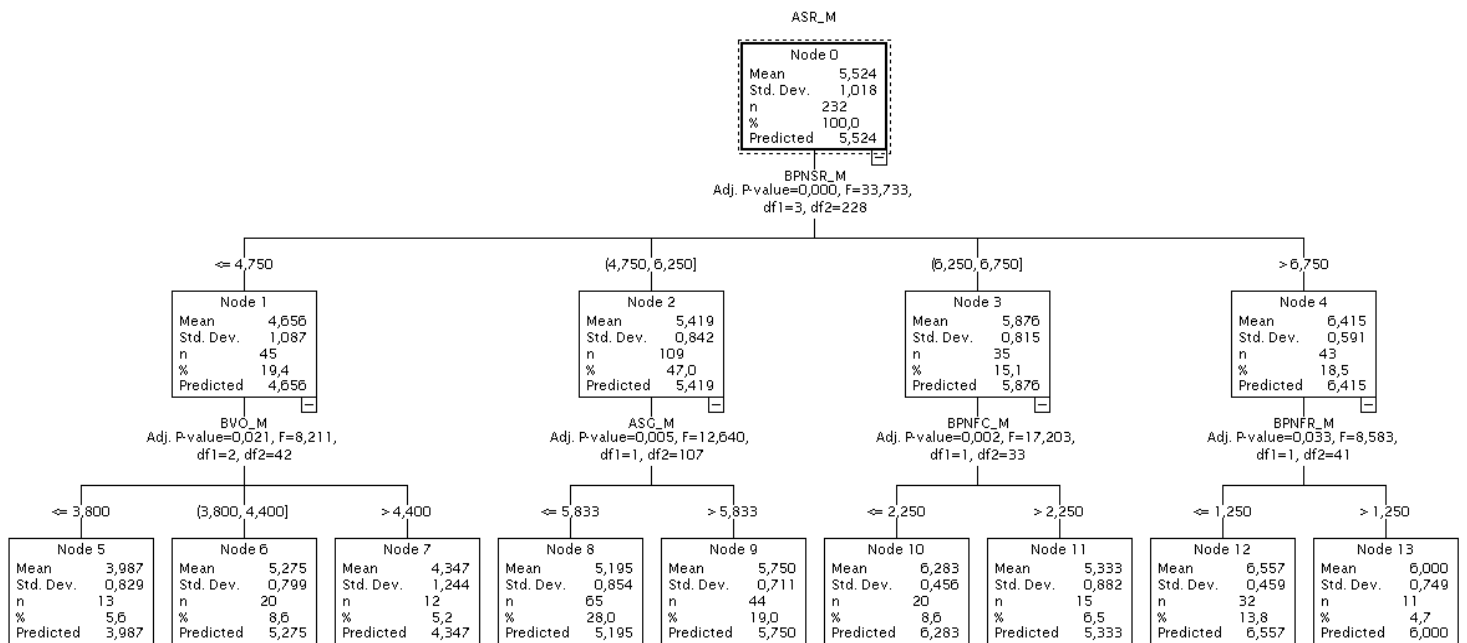 ASR_M
Node 0
Mean 5,524
Std. Dev. 1,018
n 232
% 100,0
Predicted 5,524
BPNSR_M
Adj. P-value=0,000, F=33,733,
df1=3, df2=228
<= 4,750
(4,750, 6,250]
(6,250, 6,750]
> 6,750
Node 1
Mean 4,656
Std. Dev. 1,087
n 45
% 19,4
Predicted 4,656
Node 2
Mean 5,419
Std. Dev. 0,842
n 109
% 47,0
Predicted 5,419
Node 3
Mean 5,876
Std. Dev. 0,815
n 35
% 15,1
Predicted 5,876
Node 4
Mean 6,415
Std. Dev. 0,591
n 43
% 18,5
Predicted 6,415
BVO_M
Adj. P-value=0,021, F=8,211,
df1=2, df2=42
ASG_M
Adj. P-value=0,005, F=12,640,
df1=1, df2=107
BPNFC_M
Adj. P-value=0,002, F=17,203,
df1=1, df2=33
BPNFR_M
Adj. P-value=0,033, F=8,583,
df1=1, df2=41
<= 3,800
(3,800, 4,400]
> 4,400
<= 5,833
> 5,833
<= 2,250
> 2,250
<= 1,250
> 1,250
Node 5
Mean 3,987
Std. Dev. 0,829
n 13
% 5,6
Predicted 3,987
Node 6
Mean 5,275
Std. Dev. 0,799
n 20
% 8,6
Predicted 5,275
Node 7
Mean 4,347
Std. Dev. 1,244
n 12
% 5,2
Predicted 4,347
Node 8
Mean 5,195
Std. Dev. 0,854
n 65
% 28,0
Predicted 5,195
Node 9
Mean 5,750
Std. Dev. 0,711
n 44
% 19,0
Predicted 5,750
Node 10
Mean 6,283
Std. Dev. 0,456
n 20
% 8,6
Predicted 6,283
Node 11
Mean 5,333
Std. Dev. 0,882
n 15
% 6,5
Predicted 5,333
Node 12
Mean 6,557
Std. Dev. 0,459
n 32
% 13,8
Predicted 6,557
Node 13
Mean 6,000
Std. Dev. 0,749
n 11
% 4,7
Predicted 6,000